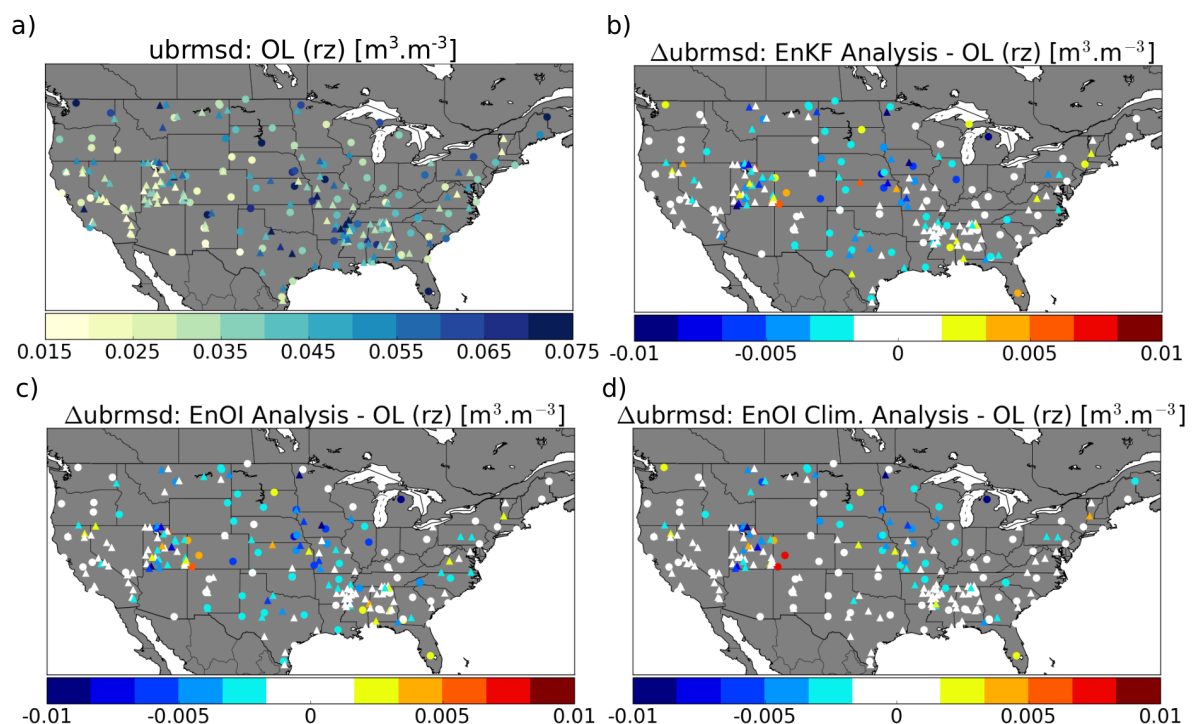 a)
ubrmsd: OL (rz) [m³.m⁻³]
0.015 0.025 0.035 0.045 0.055 0.065 0.075
b)
Δubrmsd: EnKF Analysis - OL (rz) [m³.m⁻³]
-0.01 -0.005 0 0.005 0.01
c)
Δubrmsd: EnOI Analysis - OL (rz) [m³.m⁻³]
-0.01 -0.005 0 0.005 0.01
d)
Δubrmsd: EnOI Clim. Analysis - OL (rz) [m³.m⁻³]
-0.01 -0.005 0 0.005 0.01